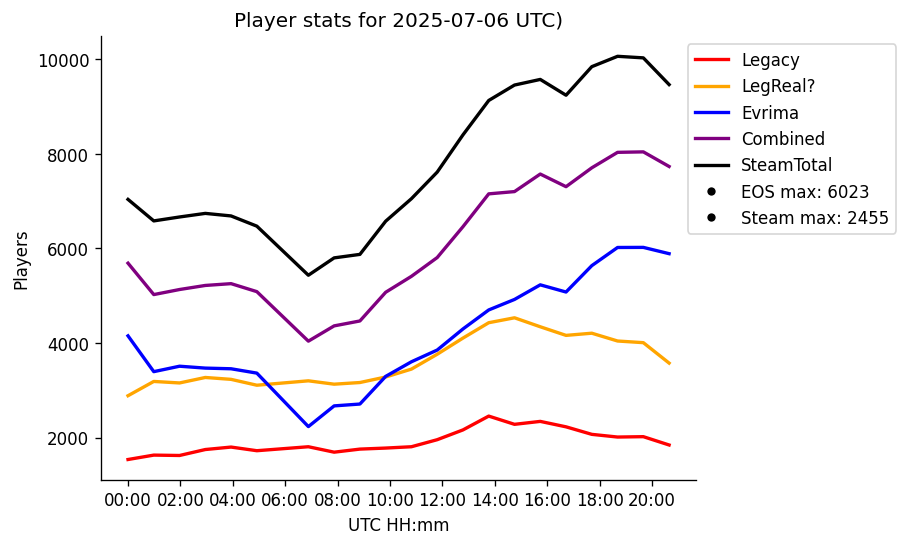 Player stats for 2025-07-06 UTC)
10000
8000
6000
4000
2000
Players
00:00 02:00 04:00 06:00 08:00 10:00 12:00 14:00 16:00 18:00 20:00
UTC HH:mm
Legacy
LegReal?
Evrima
Combined
SteamTotal
EOS max: 6023
Steam max: 2455